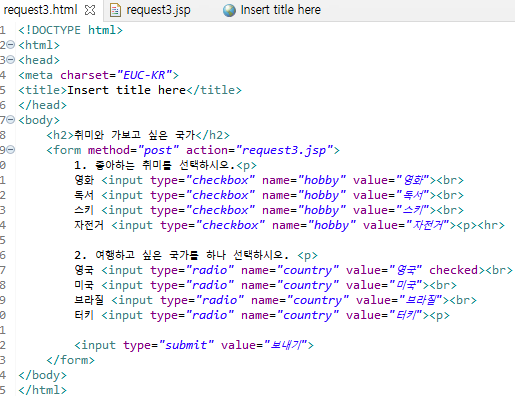 request3.html request3.jsp Insert title here
1 <!DOCTYPE html>
2 <html>
3 <head>
4 <meta charset="EUC-KR">
5 <title>Insert title here</title>
6 </head>
7 <body>
8 <h2>취미와 가보고 싶은 국가</h2>
9 <form method="post" action="request3.jsp">
0 1. 좋아하는 취미를 선택하시오.<p>
1 영화 <input type="checkbox" name="hobby" value="영화"><br>
2 독서 <input type="checkbox" name="hobby" value="독서"><br>
3 스키 <input type="checkbox" name="hobby" value="스키"><br>
4 자전거 <input type="checkbox" name="hobby" value="자전거"><p><hr>
5
6 2. 여행하고 싶은 국가를 하나 선택하시오. <p>
7 영국 <input type="radio" name="country" value="영국" checked><br>
8 미국 <input type="radio" name="country" value="미국"><br>
9 브라질 <input type="radio" name="country" value="브라질"><br>
0 터키 <input type="radio" name="country" value="터키"><p>
1
2 <input type="submit" value="보내기">
3 </form>
4 </body>
5 </html>